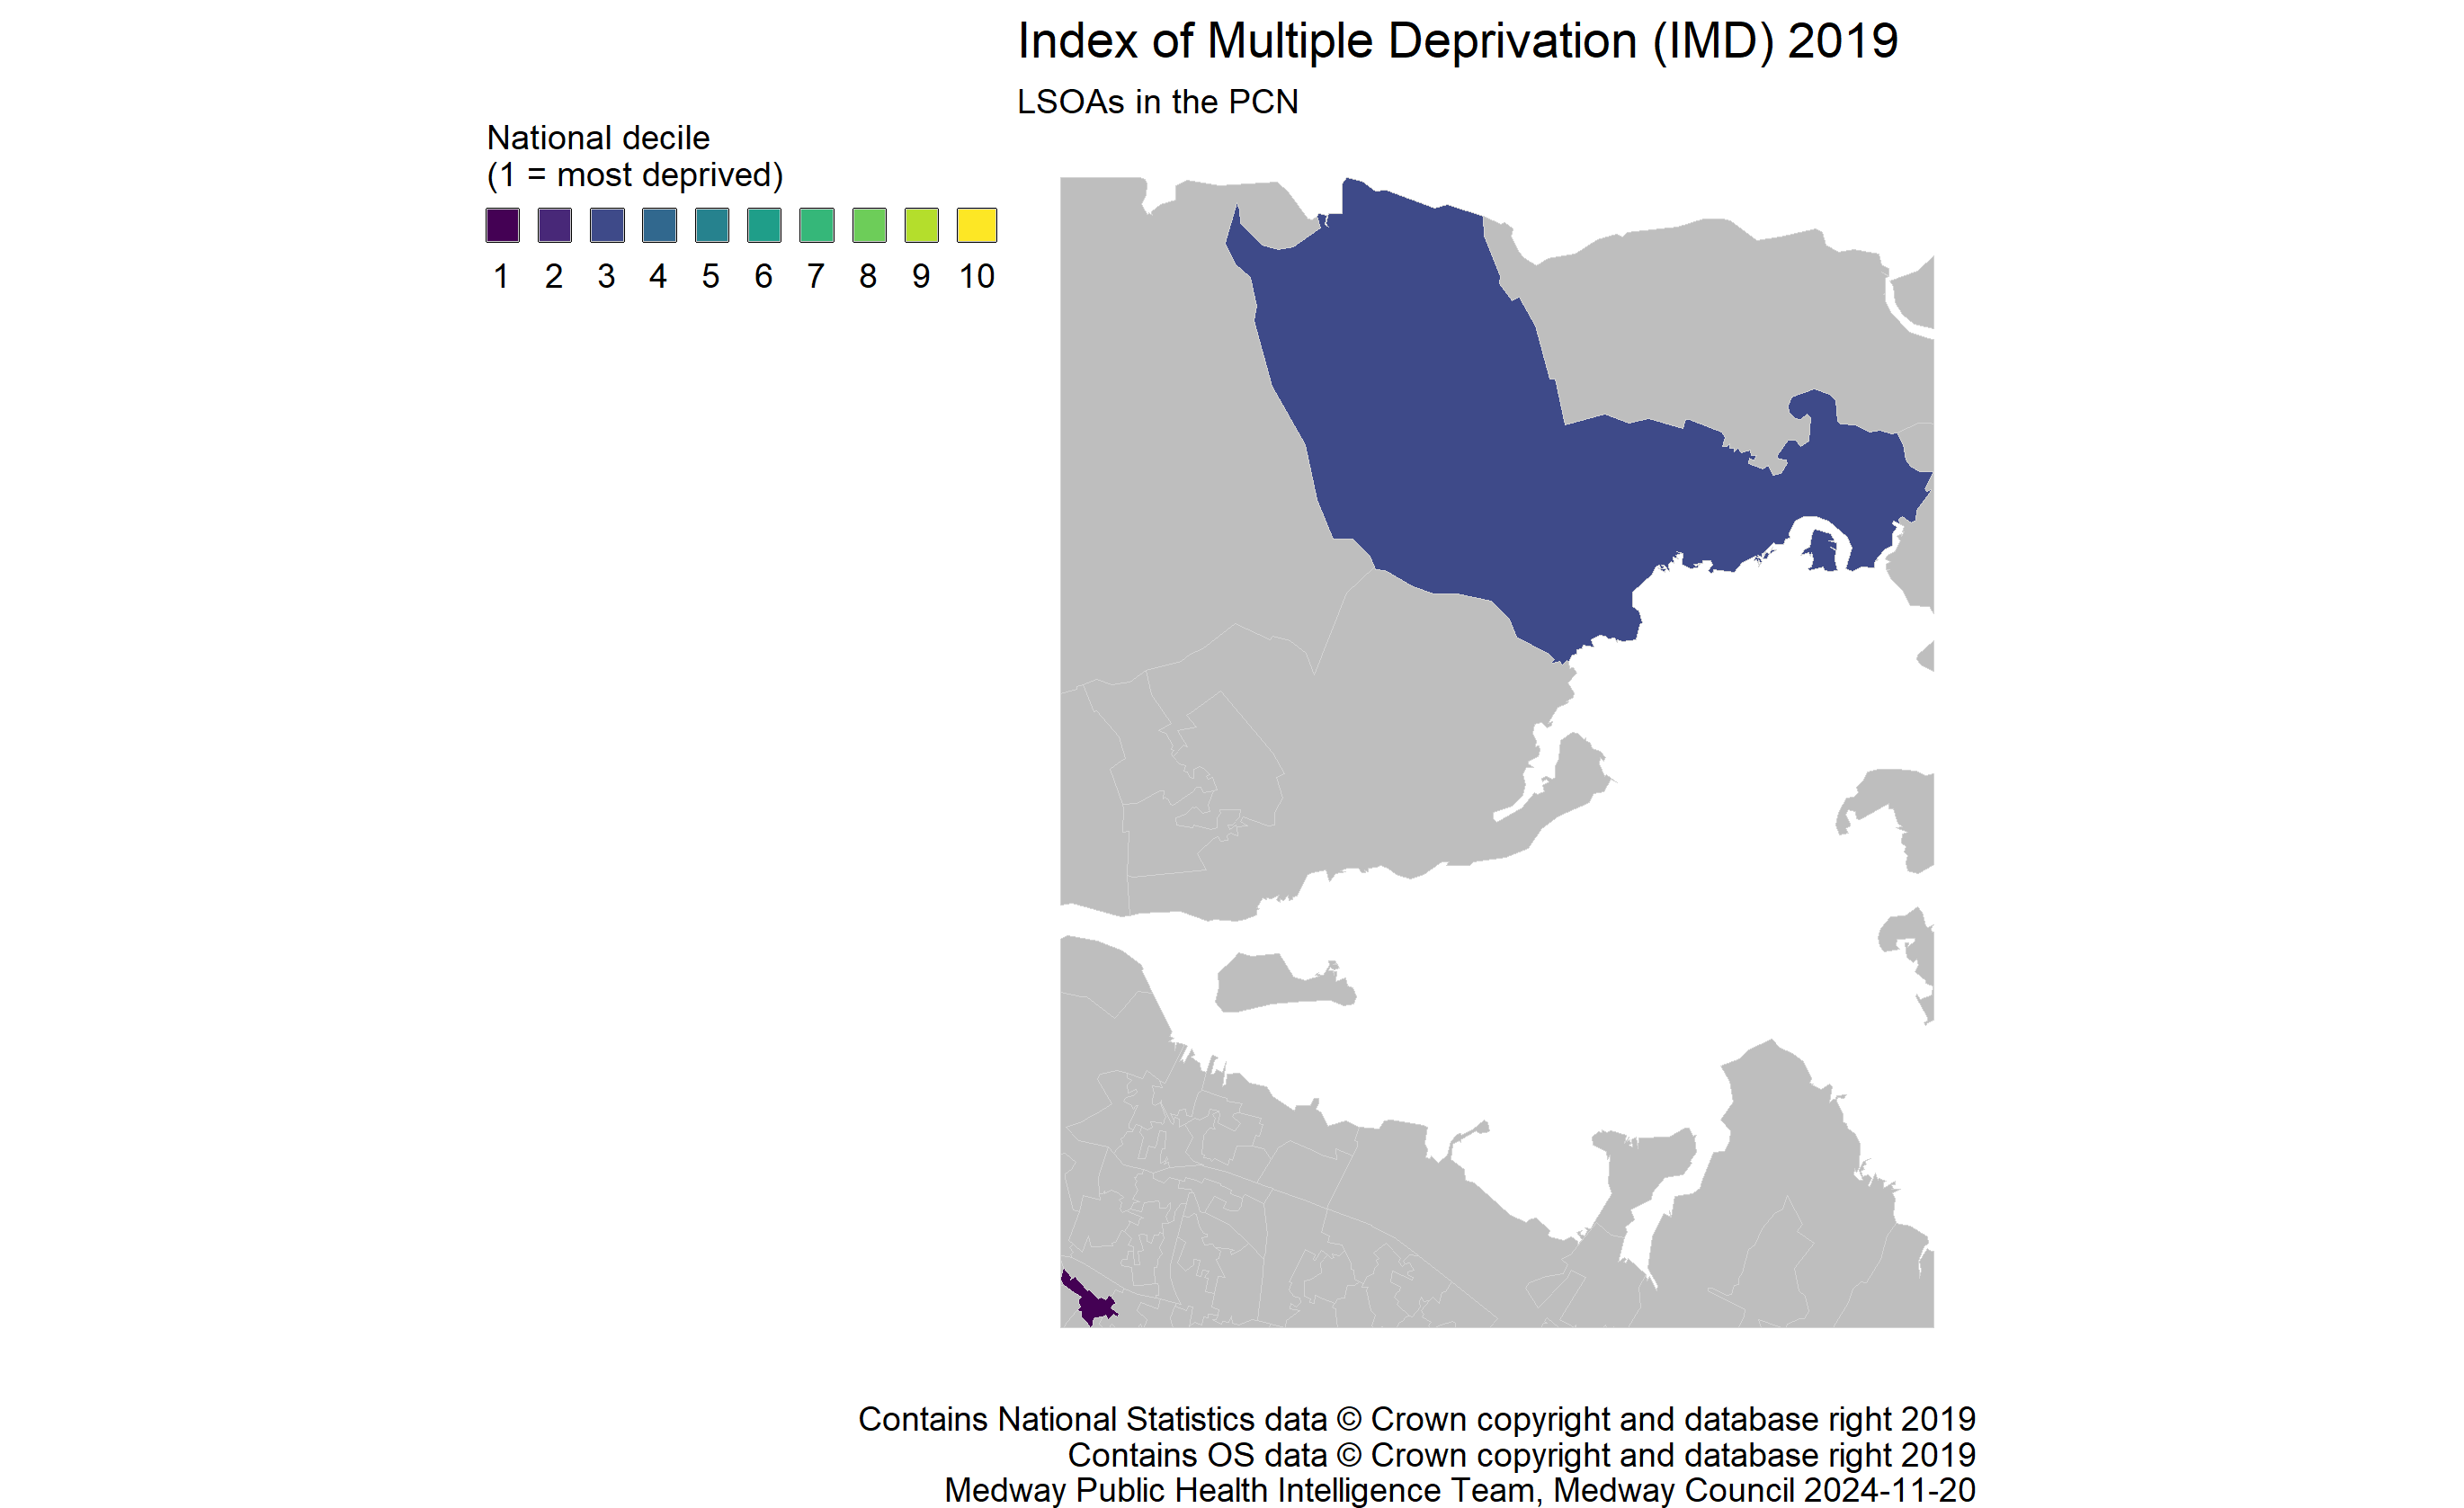 Index of Multiple Deprivation (IMD) 2019
LSOAs in the PCN
National decile
(1 = most deprived)
1 2 3 4 5 6 7 8 9 10
Contains National Statistics data © Crown copyright and database right 2019
Contains OS data © Crown copyright and database right 2019
Medway Public Health Intelligence Team, Medway Council 2024-11-20